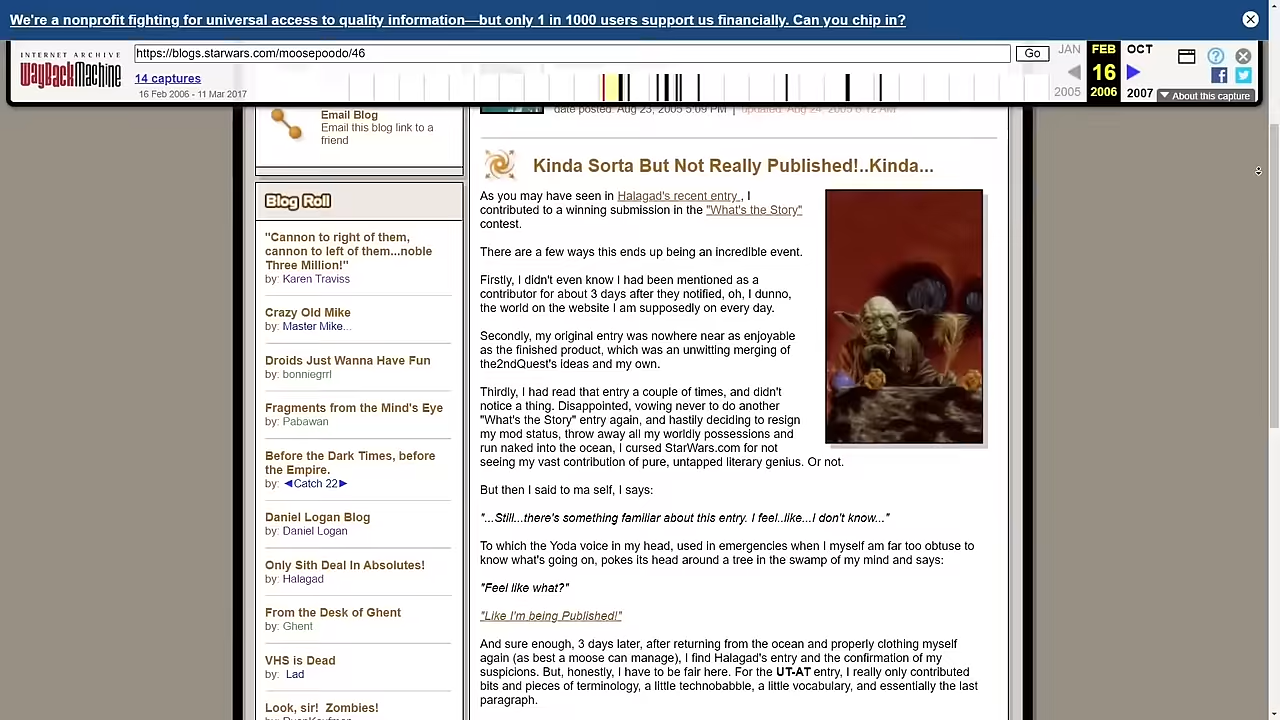 We're a nonprofit fighting for universal access to quality information—but only 1 in 1000 users support us financially. Can you chip in?
INTERNET ARCHIVE
WayBackMachine
https://blogs.starwars.com/moosepoodo/46
Go
14 captures
16 Feb 2006 - 11 Mar 2017
JAN
FEB
OCT
16
2005
2006
2007
About this capture
Email Blog
Email this blog link to a
friend
Blog Roll
"Cannon to right of them,
cannon to left of them...noble
Three Million!"
by: Karen Traviss
Crazy Old Mike
by: Master Mike...
Droids Just Wanna Have Fun
by: bonniegrrl
Fragments from the Mind's Eye
by: Pabawan
Before the Dark Times, before
the Empire.
by: ◄Catch 22►
Daniel Logan Blog
by: Daniel Logan
Only Sith Deal In Absolutes!
by: Halagad
From the Desk of Ghent
by: Ghent
VHS is Dead
by: Lad
Look, sir! Zombies!
by: RyanKaufman
date posted: Aug 23, 2005 5:09 PM | updated: Aug 24, 2005 6:12 AM
Kinda Sorta But Not Really Published!..Kinda...
As you may have seen in Halagad's recent entry , I
contributed to a winning submission in the "What's the Story"
contest.
There are a few ways this ends up being an incredible event.
Firstly, I didn't even know I had been mentioned as a
contributor for about 3 days after they notified, oh, I dunno,
the world on the website I am supposedly on every day.
Secondly, my original entry was nowhere near as enjoyable
as the finished product, which was an unwitting merging of
the2ndQuest's ideas and my own.
Thirdly, I had read that entry a couple of times, and didn't
notice a thing. Disappointed, vowing never to do another
"What's the Story" entry again, and hastily deciding to resign
my mod status, throw away all my worldly possessions and
run naked into the ocean, I cursed StarWars.com for not
seeing my vast contribution of pure, untapped literary genius. Or not.
But then I said to ma self, I says:
"...Still...there's something familiar about this entry. I feel..like...I don't know..."
To which the Yoda voice in my head, used in emergencies when I myself am far too obtuse to
know what's going on, pokes its head around a tree in the swamp of my mind and says:
"Feel like what?"
"Like I'm being Published!"
And sure enough, 3 days later, after returning from the ocean and properly clothing myself
again (as best a moose can manage), I find Halagad's entry and the confirmation of my
suspicions. But, honestly, I have to be fair here. For the UT-AT entry, I really only contributed
bits and pieces of terminology, a little technobabble, a little vocabulary, and essentially the last
paragraph.